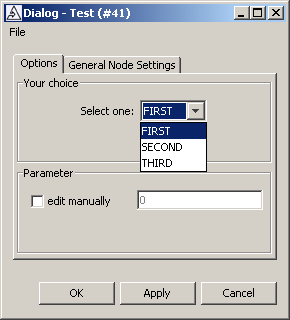 Dialog - Test (#41)
File
Options
General Node Settings
Your choice
Select one: FIRST
FIRST
SECOND
THIRD
Parameter
edit manually 0
OK Apply Cancel